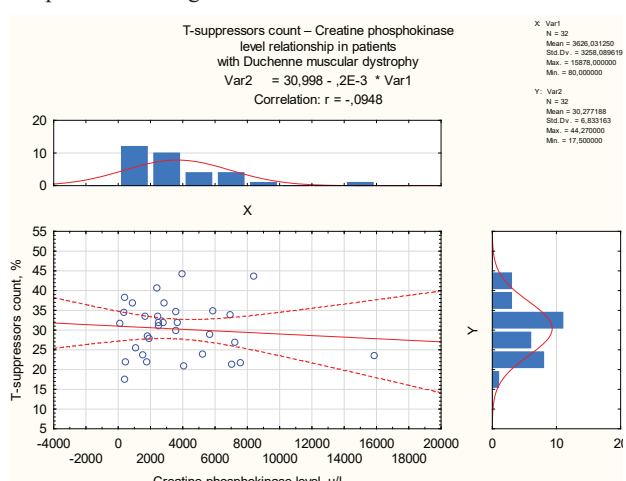 T-suppressors count – Creatine phosphokinase
level relationship in patients
with Duchenne muscular dystrophy
Var2 = 30,998 - ,2E-3 * Var1
Correlation: r = -,0948
X: Var1
N = 32
Mean = 3626,031250
Std.Dv. = 3258,089619
Max. = 15878,000000
Min. = 80,000000
Y: Var2
N = 32
Mean = 30,277188
Std.Dv. = 6,833163
Max. = 44,270000
Min. = 17,500000
20
10
0
X
T-suppressors count, %
55
50
45
40
35
30
25
20
15
10
5
-4000 0 4000 8000 12000 16000 20000
-2000 2000 6000 10000 14000 18000
Creatine phosphokinase level, u/l
Y
0 10 20